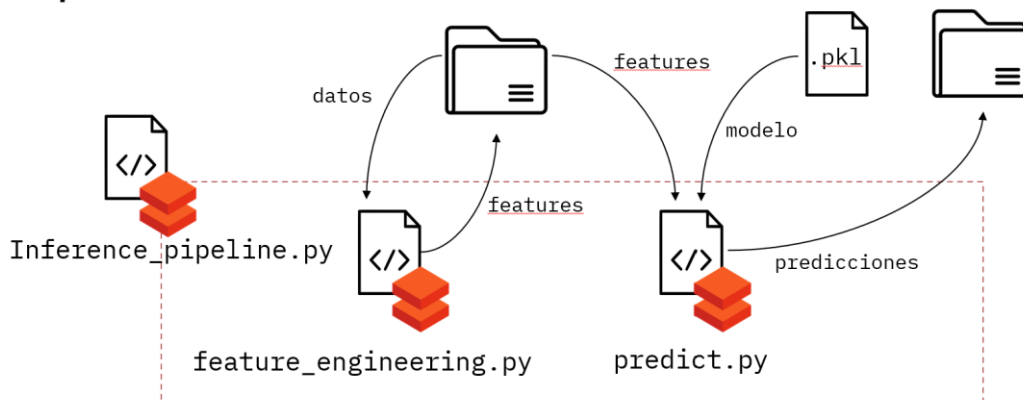 features
.pkl
datos
modelo
</>
features
</>
</>
Inference_pipeline.py
predicciones
feature_engineering.py
predict.py